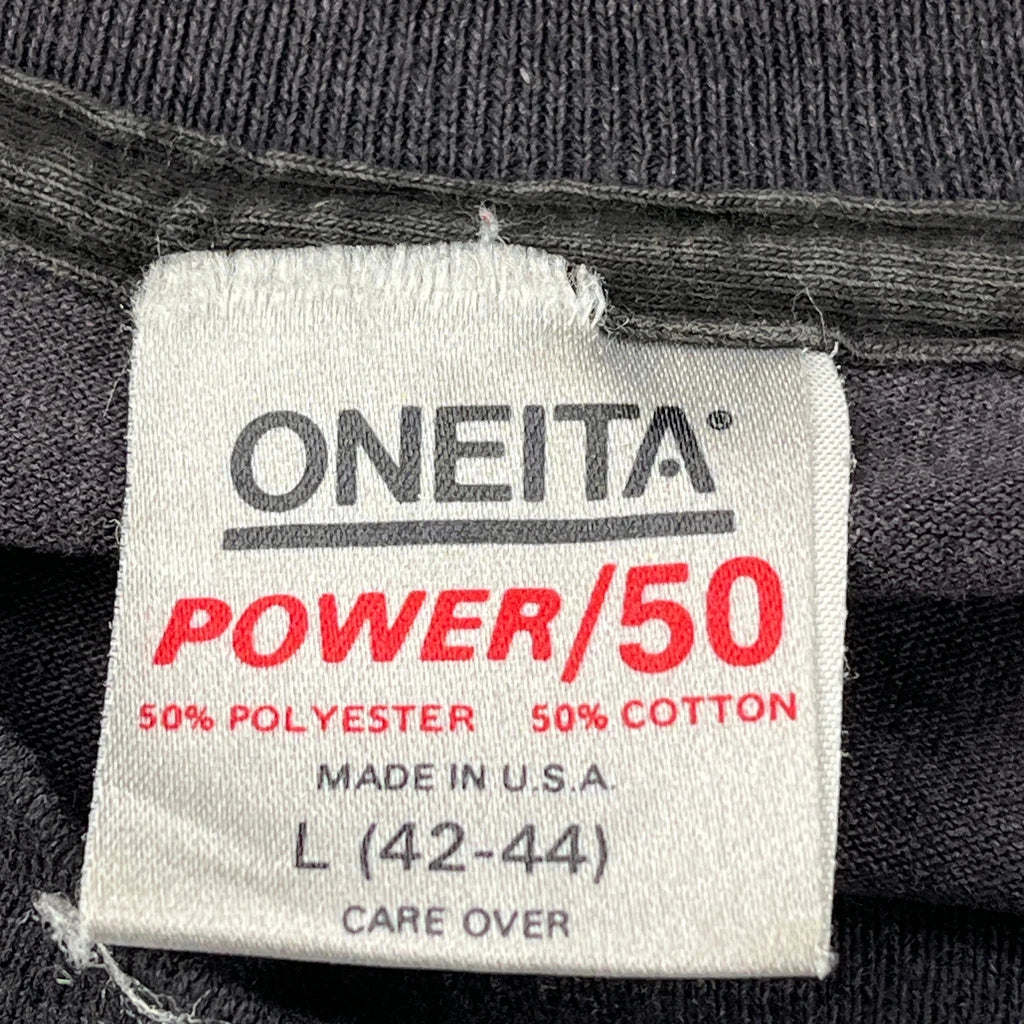 ONEITA®
POWER/50
50% POLYESTER 50% COTTON
MADE IN U.S.A.
L (42-44)
CARE OVER